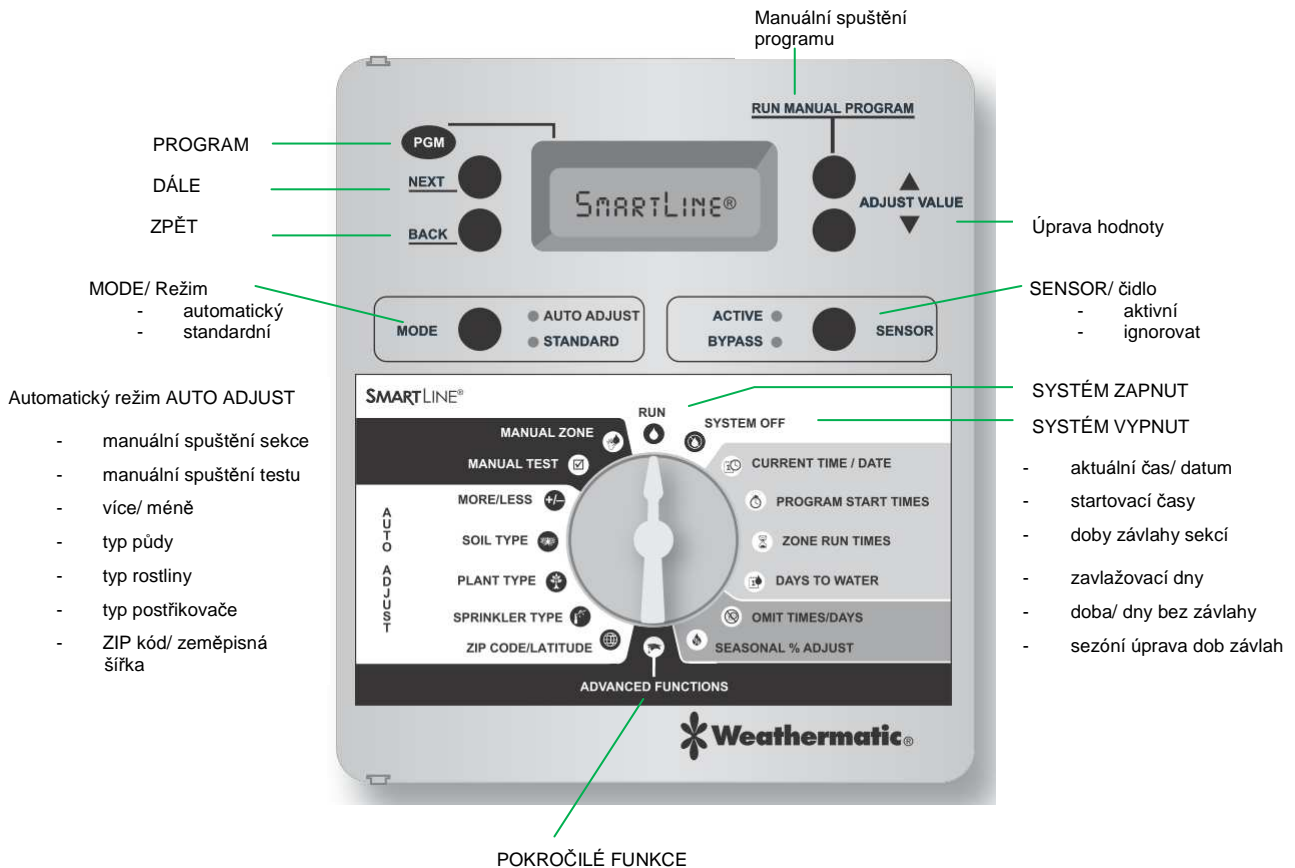 Manuální spuštění
programu
RUN MANUAL PROGRAM
PROGRAM
PGM
DÁLE
NEXT
SMARTLINE®
ADJUST VALUE
ZPĚT
BACK
Úprava hodnoty
MODE/ Režim
- automatický
- standardní
SENSOR/ čidlo
- aktivní
- ignorovat
MODE
AUTO ADJUST
STANDARD
ACTIVE
BYPASS
SENSOR
Automatický režim AUTO ADJUST
- manuální spuštění sekce
- manuální spuštění testu
- více/ méně
- typ půdy
- typ rostliny
- typ postřikovače
- ZIP kód/ zeměpisná
šířka
SMARTLINE®
RUN
SYSTEM OFF
MANUAL ZONE
MANUAL TEST
MORE/LESS
+/–
SOIL TYPE
PLANT TYPE
SPRINKLER TYPE
ZIP CODE/LATITUDE
AUTO ADJUST
CURRENT TIME / DATE
PROGRAM START TIMES
ZONE RUN TIMES
DAYS TO WATER
OMIT TIMES/DAYS
SEASONAL % ADJUST
ADVANCED FUNCTIONS
SYSTÉM ZAPNUT
SYSTÉM VYPNUT
- aktuální čas/ datum
- startovací časy
- doby závlahy sekcí
- zavlažovací dny
- doba/ dny bez závlahy
- sezóní úprava dob závlah
Weathermatic®
POKROČILÉ FUNKCE